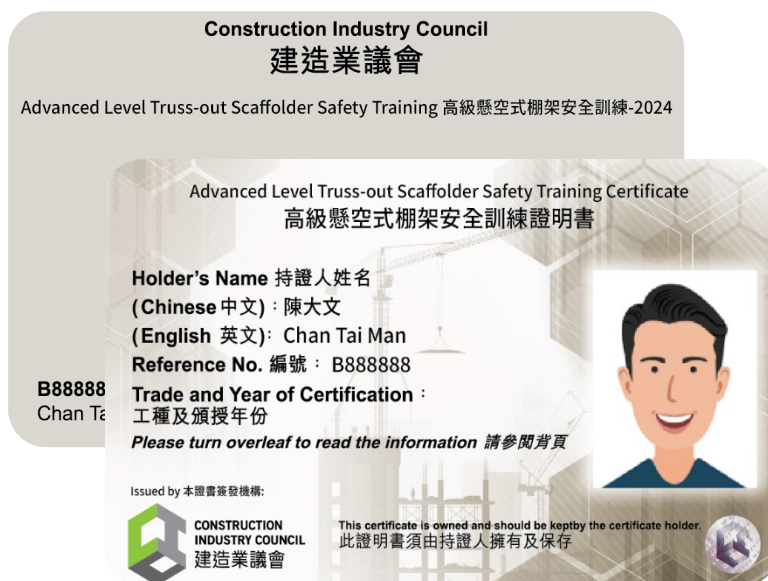 Construction Industry Council
建造業議會
Advanced Level Truss-out Scaffolder Safety Training 高級懸空式棚架安全訓練-2024
B88888
Chan Ta
Advanced Level Truss-out Scaffolder Safety Training Certificate
高級懸空式棚架安全訓練證明書
Holder's Name 持證人姓名
(Chinese 中文)：陳大文
(English 英文)：Chan Tai Man
Reference No. 編號：B888888
Trade and Year of Certification：
工種及頒授年份
Please turn overleaf to read the information 請參閱背頁
Issued by 本證書簽發機構:
CONSTRUCTION
INDUSTRY COUNCIL
建造業議會
This certificate is owned and should be keptby the certificate holder.
此證明書須由持證人擁有及保存